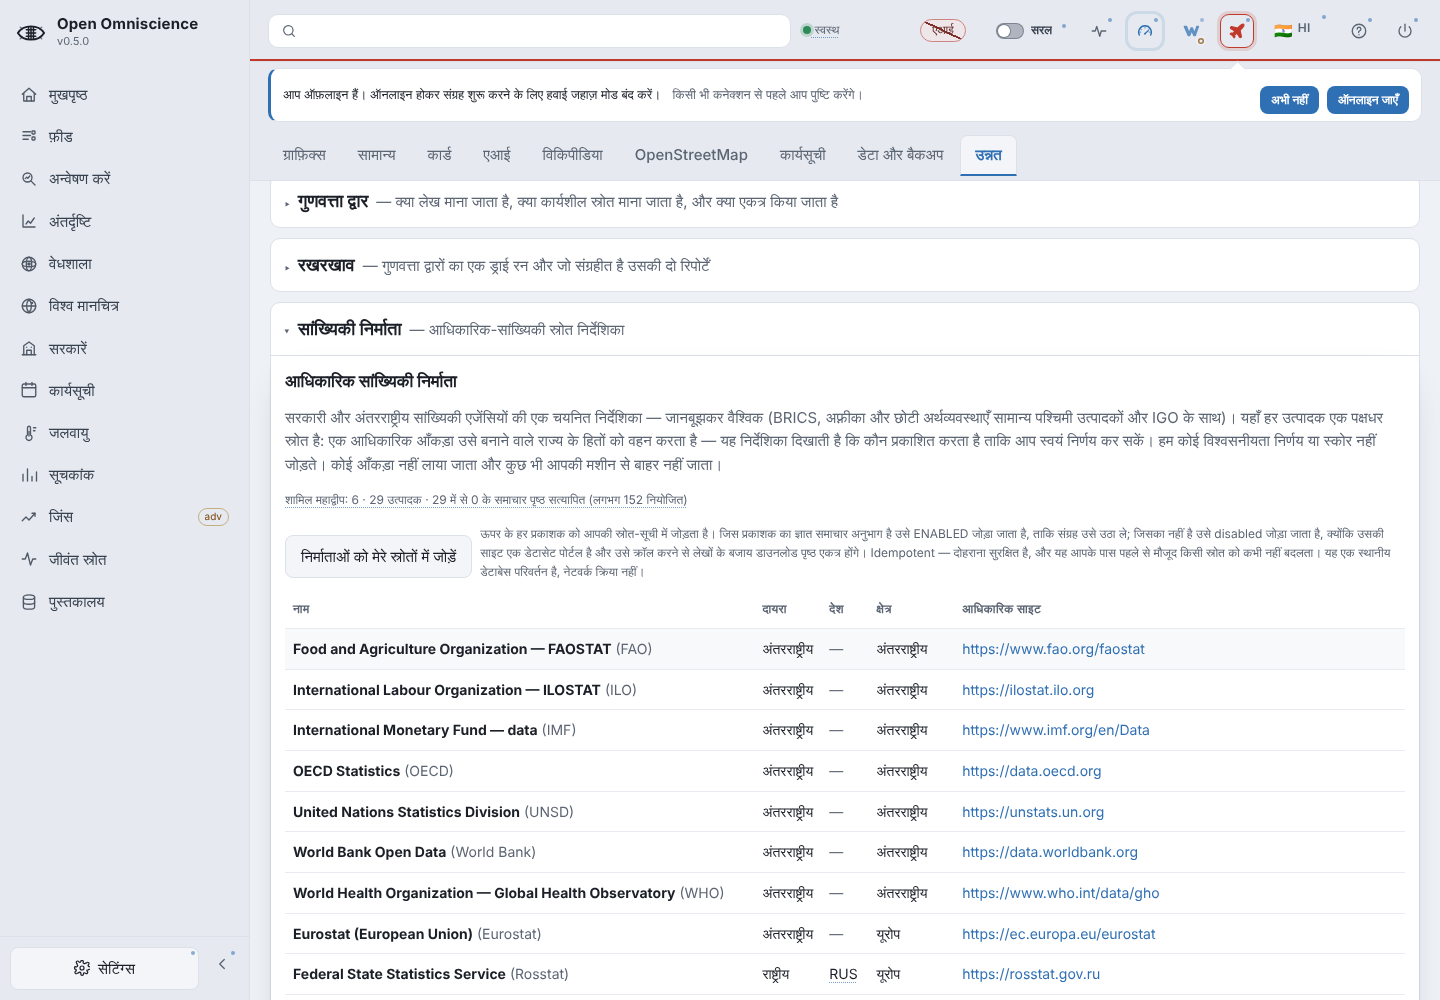 Open Omniscience
v0.5.0
स्वस्थ
एआई
सरल
HI
आप ऑफ़लाइन हैं। ऑनलाइन होकर संग्रह शुरू करने के लिए हवाई जहाज़ मोड बंद करें। किसी भी कनेक्शन से पहले आप पुष्टि करेंगे।
अभी नहीं
ऑनलाइन जाएँ
मुखपृष्ठ
फ़ीड
अन्वेषण करें
अंतर्दृष्टि
वेधशाला
विश्व मानचित्र
सरकारें
कार्यसूची
जलवायु
सूचकांक
जिंस adv
जीवंत स्रोत
पुस्तकालय
सेटिंग्स
ग्राफ़िक्स सामान्य कार्ड एआई विकिपीडिया OpenStreetMap कार्यसूची डेटा और बैकअप उन्नत
गुणवत्ता द्वार — क्या लेख माना जाता है, क्या कार्यशील स्रोत माना जाता है, और क्या एकत्र किया जाता है
रखरखाव — गुणवत्ता द्वारों का एक ड्राई रन और जो संग्रहीत है उसकी दो रिपोर्टें
सांख्यिकी निर्माता — आधिकारिक-सांख्यिकी स्रोत निर्देशिका
आधिकारिक सांख्यिकी निर्माता
सरकारी और अंतरराष्ट्रीय सांख्यिकी एजेंसियों की एक चयनित निर्देशिका — जानबूझकर वैश्विक (BRICS, अफ़्रीका और छोटी अर्थव्यवस्थाएँ सामान्य पश्चिमी उत्पादकों और IGO के साथ)। यहाँ हर उत्पादक एक पक्षधर
स्रोत है: एक आधिकारिक आँकड़ा उसे बनाने वाले राज्य के हितों को वहन करता है — यह निर्देशिका दिखाती है कि कौन प्रकाशित करता है ताकि आप स्वयं निर्णय कर सकें। हम कोई विश्वसनीयता निर्णय या स्कोर नहीं
जोड़ते। कोई आँकड़ा नहीं लाया जाता और कुछ भी आपकी मशीन से बाहर नहीं जाता।
शामिल महाद्वीप: 6 · 29 उत्पादक · 29 में से 0 के समाचार पृष्ठ सत्यापित (लगभग 152 नियोजित)
निर्माताओं को मेरे स्रोतों में जोड़ें
ऊपर के हर प्रकाशक को आपकी स्रोत-सूची में जोड़ता है। जिस प्रकाशक का ज्ञात समाचार अनुभाग है उसे ENABLED जोड़ा जाता है, ताकि संग्रह उसे उठा ले; जिसका नहीं है उसे disabled जोड़ा जाता है, क्योंकि उसकी
साइट एक डेटासेट पोर्टल है और उसे क्रॉल करने से लेखों के बजाय डाउनलोड पृष्ठ एकत्र होंगे। Idempotent — दोहराना सुरक्षित है, और यह आपके पास पहले से मौजूद किसी स्रोत को कभी नहीं बदलता। यह एक स्थानीय
डेटाबेस परिवर्तन है, नेटवर्क क्रिया नहीं।
नाम दायरा देश क्षेत्र आधिकारिक साइट
Food and Agriculture Organization — FAOSTAT (FAO) अंतरराष्ट्रीय — अंतरराष्ट्रीय https://www.fao.org/faostat
International Labour Organization — ILOSTAT (ILO) अंतरराष्ट्रीय — अंतरराष्ट्रीय https://ilostat.ilo.org
International Monetary Fund — data (IMF) अंतरराष्ट्रीय — अंतरराष्ट्रीय https://www.imf.org/en/Data
OECD Statistics (OECD) अंतरराष्ट्रीय — अंतरराष्ट्रीय https://data.oecd.org
United Nations Statistics Division (UNSD) अंतरराष्ट्रीय — अंतरराष्ट्रीय https://unstats.un.org
World Bank Open Data (World Bank) अंतरराष्ट्रीय — अंतरराष्ट्रीय https://data.worldbank.org
World Health Organization — Global Health Observatory (WHO) अंतरराष्ट्रीय — अंतरराष्ट्रीय https://www.who.int/data/gho
Eurostat (European Union) (Eurostat) अंतरराष्ट्रीय — यूरोप https://ec.europa.eu/eurostat
Federal State Statistics Service (Rosstat) राष्ट्रीय RUS यूरोप https://rosstat.gov.ru